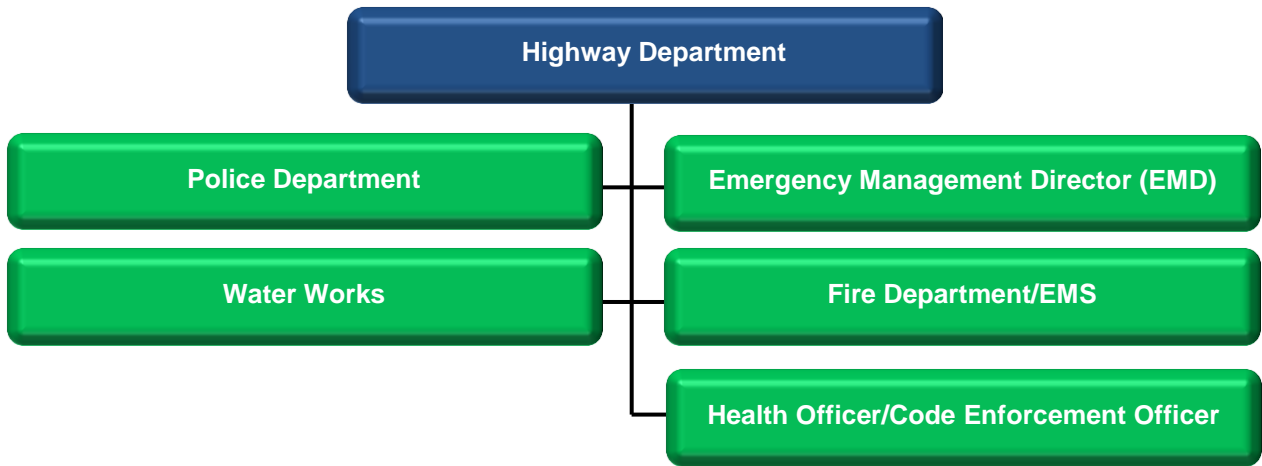 Highway Department
Police Department
Emergency Management Director (EMD)
Water Works
Fire Department/EMS
Health Officer/Code Enforcement Officer